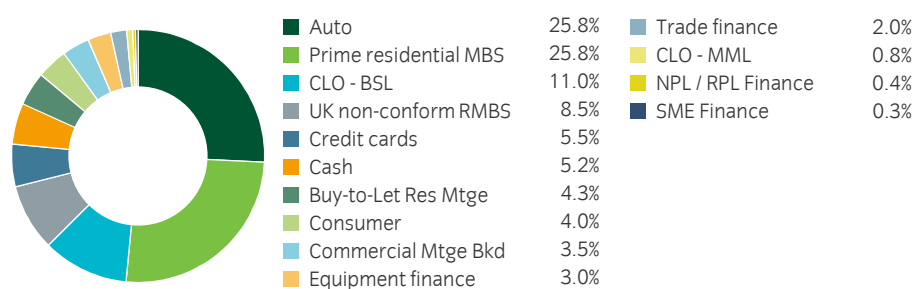 Auto 25.8%
Prime residential MBS 25.8%
CLO - BSL 11.0%
UK non-conform RMBS 8.5%
Credit cards 5.5%
Cash 5.2%
Buy-to-Let Res Mtge 4.3%
Consumer 4.0%
Commercial Mtge Bkd 3.5%
Equipment finance 3.0%
Trade finance 2.0%
CLO - MML 0.8%
NPL / RPL Finance 0.4%
SME Finance 0.3%